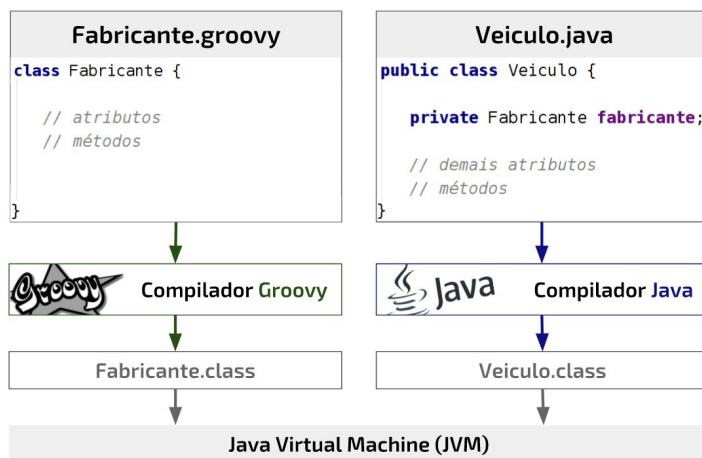 Fabricante.groovy
class Fabricante {
// atributos
// métodos
}
Groovy
Compilador Groovy
Fabricante.class
Veiculo.java
public class Veiculo {
private Fabricante fabricante;
// demais atributos
// métodos
}
Java
Compilador Java
Veiculo.class
Java Virtual Machine (JVM)